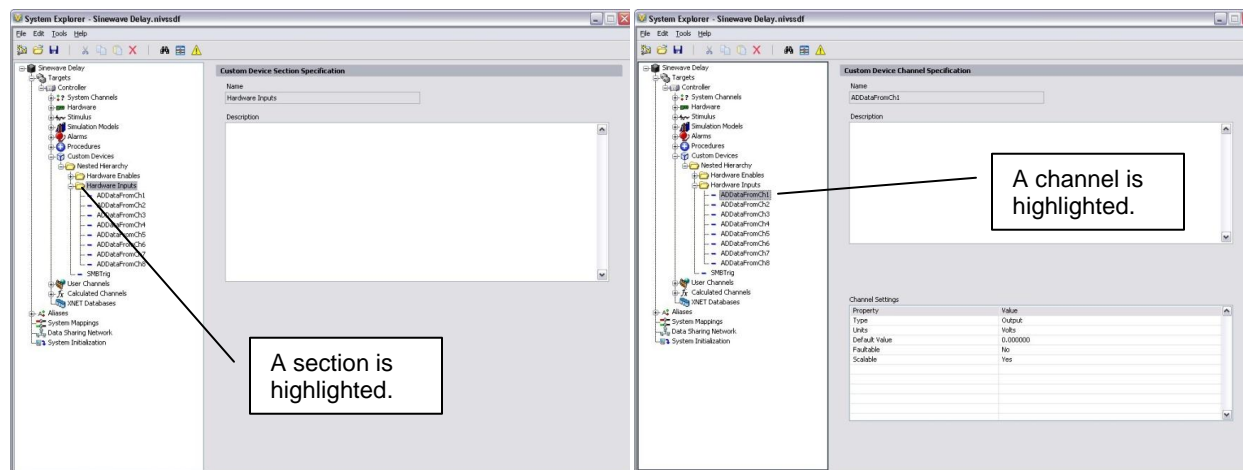 System Explorer - Sinewave Delay.nivssdf
File Edit Tools Help
Sinewave Delay
Targets
Controller
System Channels
Hardware
Stimulus
Simulation Models
Alarms
Procedures
Custom Devices
Nested Hierarchy
Hardware Enables
Hardware Inputs
ADDataFromCh1
ADDataFromCh2
ADDataFromCh3
ADDataFromCh4
ADDataFromCh5
ADDataFromCh6
ADDataFromCh7
ADDataFromCh8
SMBTrig
User Channels
Calculated Channels
XNET Databases
Aliases
System Mappings
Data Sharing Network
System Initialization
Custom Device Section Specification
Name
Hardware Inputs
Description
A section is
highlighted.
System Explorer - Sinewave Delay.nivssdf
File Edit Tools Help
Sinewave Delay
Targets
Controller
System Channels
Hardware
Stimulus
Simulation Models
Alarms
Procedures
Custom Devices
Nested Hierarchy
Hardware Enables
Hardware Inputs
ADDataFromCh1
ADDataFromCh2
ADDataFromCh3
ADDataFromCh4
ADDataFromCh5
ADDataFromCh6
ADDataFromCh7
ADDataFromCh8
SMBTrig
User Channels
Calculated Channels
XNET Databases
Aliases
System Mappings
Data Sharing Network
System Initialization
Custom Device Channel Specification
Name
ADDataFromCh1
Description
A channel is
highlighted.
Channel Settings
Property Value
Type Output
Units Volts
Default Value 0.000000
Faultable No
Scalable Yes